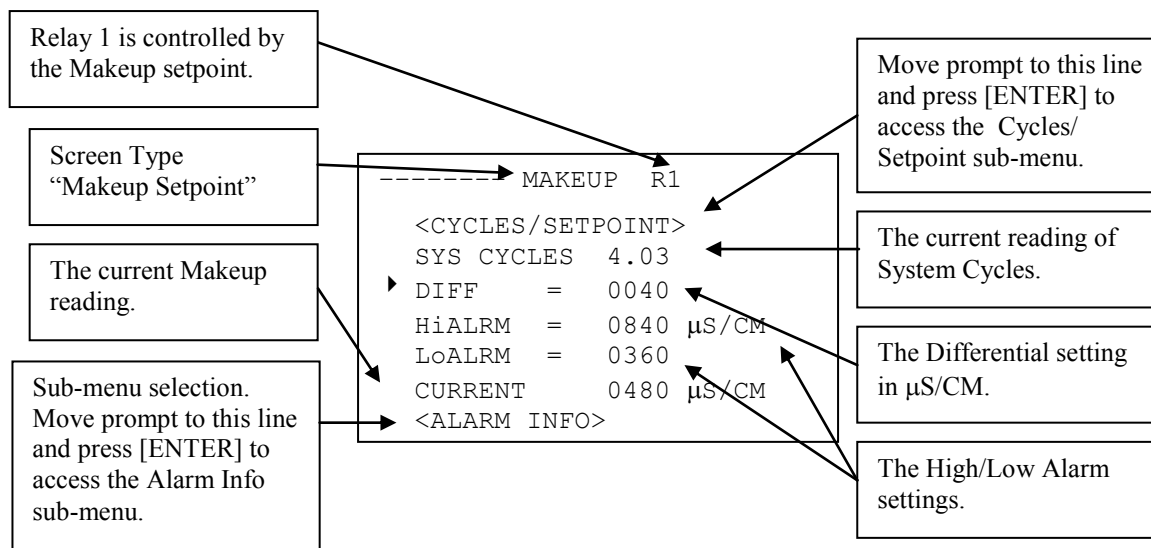 Relay 1 is controlled by
the Makeup setpoint.
Screen Type
“Makeup Setpoint”
The current Makeup
reading.
Sub-menu selection.
Move prompt to this line
and press [ENTER] to
access the Alarm Info
sub-menu.
-------- MAKEUP R1
<CYCLES/SETPOINT>
SYS CYCLES 4.03
DIFF = 0040
HiALRM = 0840 µS/CM
LoALRM = 0360
CURRENT 0480 µS/CM
<ALARM INFO>
Move prompt to this line
and press [ENTER] to
access the Cycles/
Setpoint sub-menu.
The current reading of
System Cycles.
The Differential setting
in µS/CM.
The High/Low Alarm
settings.